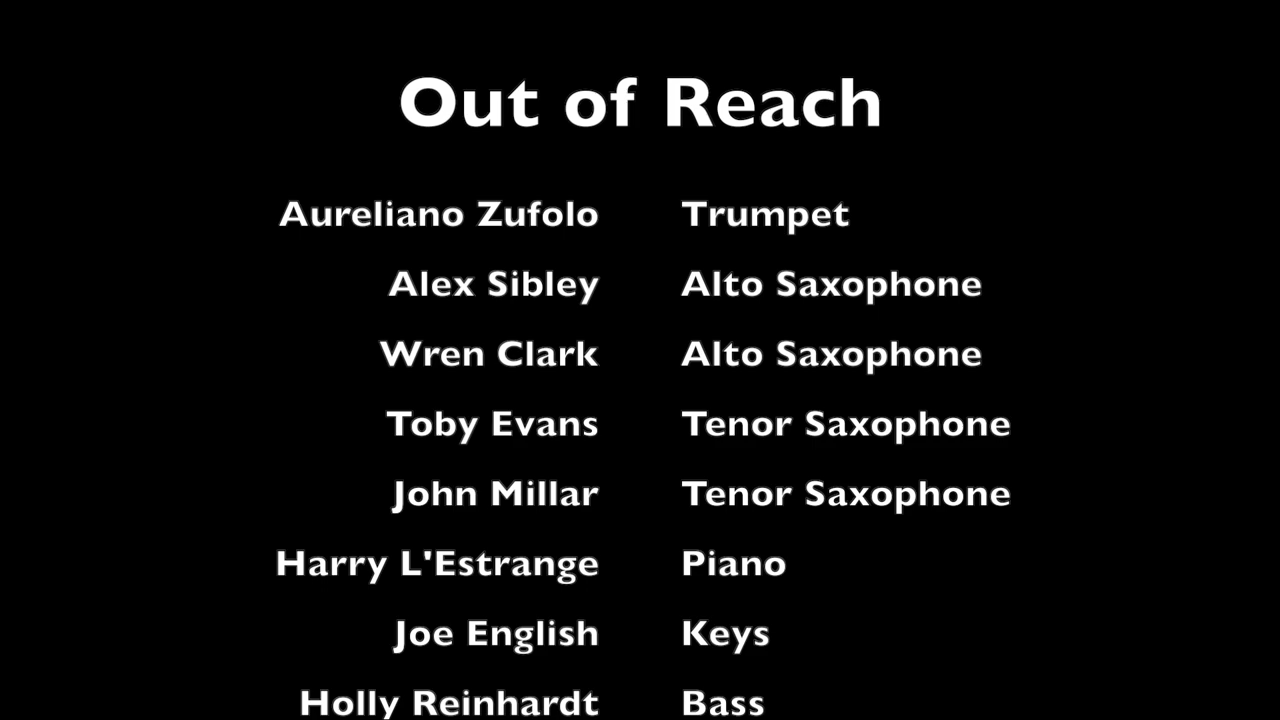 Out of Reach
Aureliano Zufolo Trumpet
Alex Sibley Alto Saxophone
Wren Clark Alto Saxophone
Toby Evans Tenor Saxophone
John Millar Tenor Saxophone
Harry L'Estrange Piano
Joe English Keys
Holly Reinhardt Bass